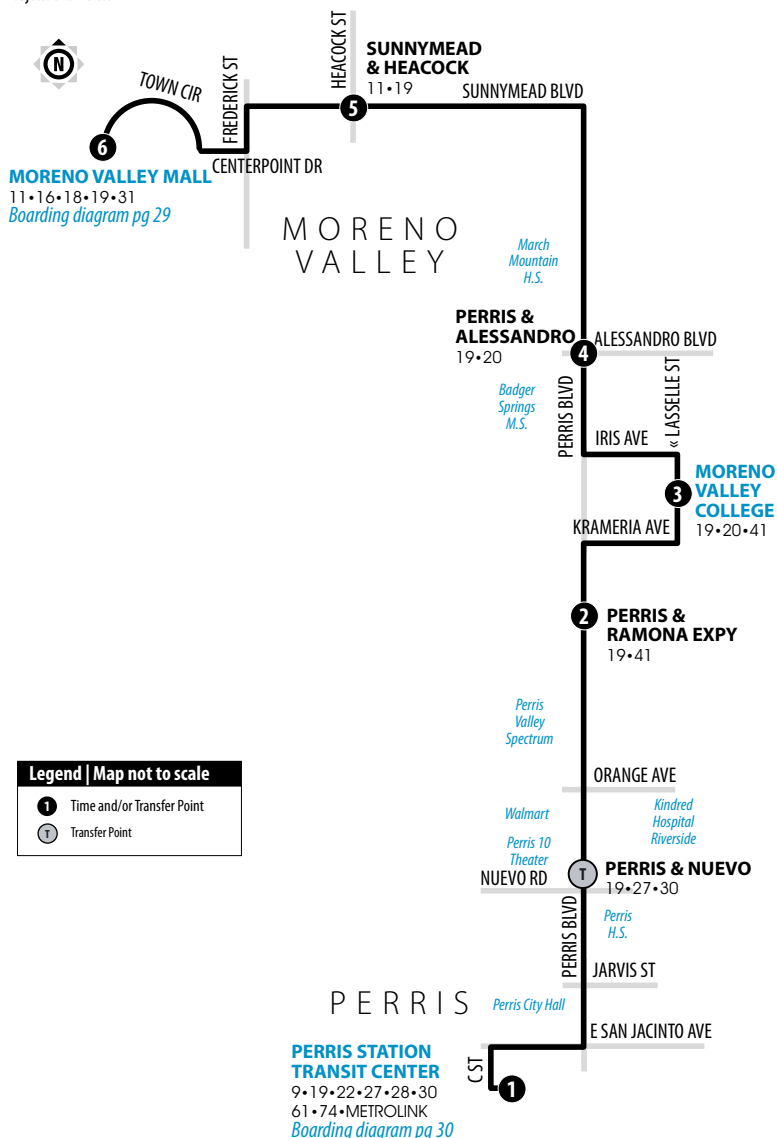 N
TOWN CIR
FREDERICK ST
HEACOCK ST
SUNNYMEAD
& HEACOCK
11•19
SUNNYMEAD BLVD
5
6
CENTERPOINT DR
MORENO VALLEY MALL
11•16•18•19•31
Boarding diagram pg 29
MORENO
VALLEY
March
Mountain
H.S.
PERRIS &
ALESSANDRO
19•20
4
ALESSANDRO BLVD
Badger
Springs
M.S.
PERRIS BLVD
« LASSELLE ST
IRIS AVE
3
MORENO
VALLEY
COLLEGE
19•20•41
KRAMERIA AVE
2
PERRIS &
RAMONA EXPY
19•41
Perris
Valley
Spectrum
Legend | Map not to scale
1 Time and/or Transfer Point
T Transfer Point
ORANGE AVE
Walmart
Kindred
Hospital
Riverside
Perris 10
Theater
NUEVO RD
T
PERRIS & NUEVO
19•27•30
PERRIS BLVD
Perris
H.S.
JARVIS ST
PERRIS
Perris City Hall
E SAN JACINTO AVE
PERRIS STATION
TRANSIT CENTER
9•19•22•27•28•30
61•74•METROLINK
Boarding diagram pg 30
C ST
1